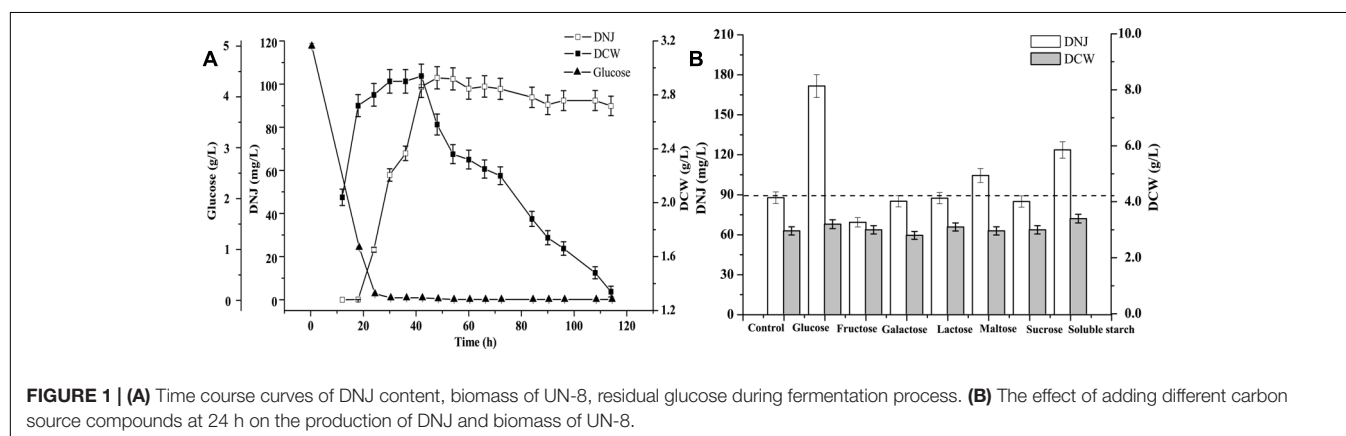 A
DNJ
DCW
Glucose
Glucose (g/L)
5
4
3
2
1
0
DNJ (mg/L)
120
100
80
60
40
20
0
DCW (g/L)
3.2
2.8
2.4
2.0
1.6
1.2
0 20 40 60 80 100 120
Time (h)
B
DNJ
DCW
DNJ (mg/L)
210
180
150
120
90
60
30
0
DCW (g/L)
10.0
8.0
6.0
4.0
2.0
0.0
Control Glucose Fructose Galactose Lactose Maltose Sucrose Soluble starch
FIGURE 1 | (A) Time course curves of DNJ content, biomass of UN-8, residual glucose during fermentation process. (B) The effect of adding different carbon
source compounds at 24 h on the production of DNJ and biomass of UN-8.